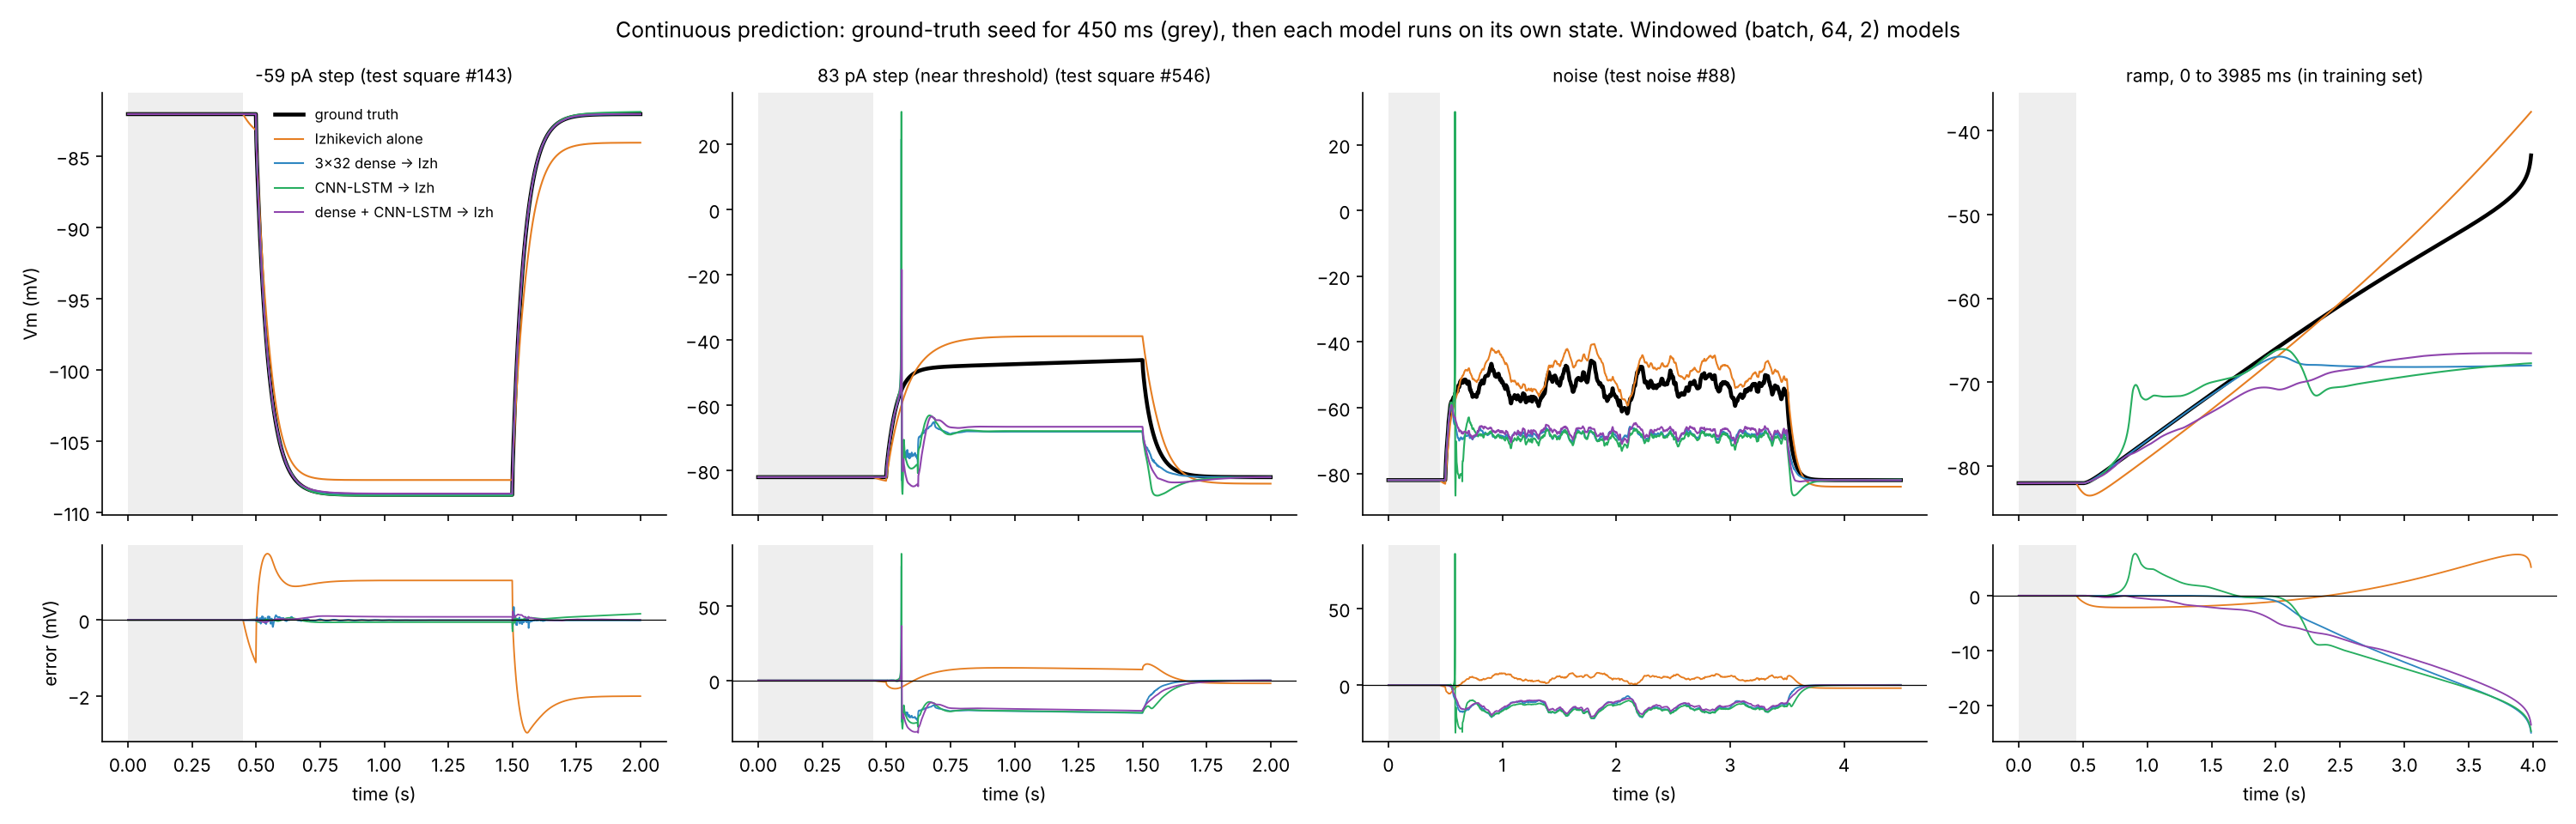 Continuous prediction: ground-truth seed for 450 ms (grey), then each model runs on its own state. Windowed (batch, 64, 2) models
-59 pA step (test square #143)
83 pA step (near threshold) (test square #546)
noise (test noise #88)
ramp, 0 to 3985 ms (in training set)
ground truth
Izhikevich alone
3×32 dense → Izh
CNN-LSTM → Izh
dense + CNN-LSTM → Izh
Vm (mV)
−85
−90
−95
−100
−105
−110
20
0
−20
−40
−60
−80
20
0
−20
−40
−60
−80
−40
−50
−60
−70
−80
error (mV)
0
−2
50
0
50
0
0
−10
−20
0.00 0.25 0.50 0.75 1.00 1.25 1.50 1.75 2.00
time (s)
0.00 0.25 0.50 0.75 1.00 1.25 1.50 1.75 2.00
time (s)
0 1 2 3 4
time (s)
0.0 0.5 1.0 1.5 2.0 2.5 3.0 3.5 4.0
time (s)